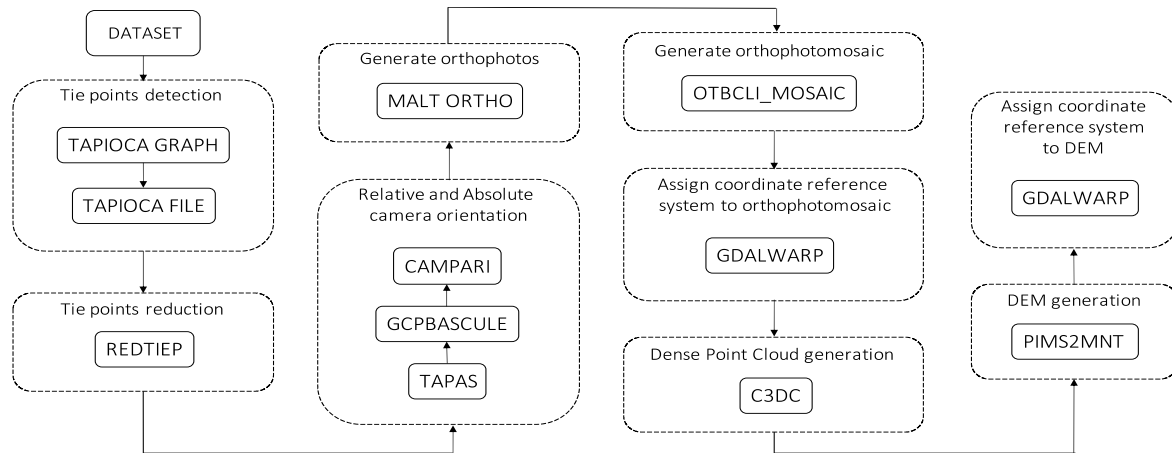 DATASET
Tie points detection
TAPIOCA GRAPH
TAPIOCA FILE
Tie points reduction
REDTIEP
Generate orthophotos
MALT ORTHO
Relative and Absolute
camera orientation
CAMPARI
GCPBASCULE
TAPAS
Generate orthophotomosaic
OTBCLI_MOSAIC
Assign coordinate reference
system to orthophotomosaic
GDALWARP
Dense Point Cloud generation
C3DC
Assign coordinate
reference system
to DEM
GDALWARP
DEM generation
PIMS2MNT